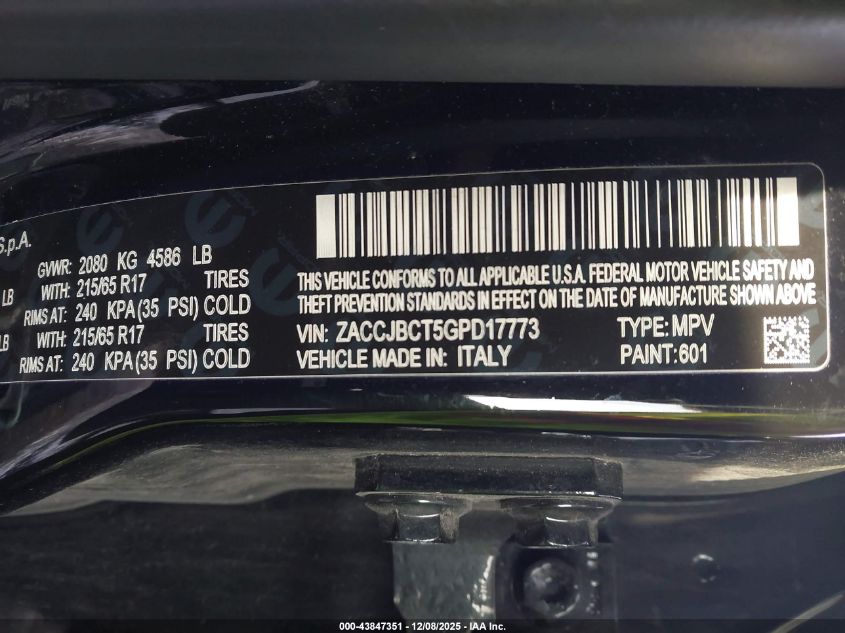 S.p.A.
GVWR: 2080 KG 4586 LB
LB WITH: 215/65 R17 TIRES
RIMS AT: 240 KPA(35 PSI) COLD
LB WITH: 215/65 R17 TIRES
RIMS AT: 240 KPA(35 PSI) COLD
THIS VEHICLE CONFORMS TO ALL APPLICABLE U.S.A. FEDERAL MOTOR VEHICLE SAFETY AND
THEFT PREVENTION STANDARDS IN EFFECT ON THE DATE OF MANUFACTURE SHOWN ABOVE
VIN: ZACCJBCT5GPD17773 TYPE: MPV
VEHICLE MADE IN: ITALY PAINT:601
000-43847351 | 12/08/2025 - IAA Inc.